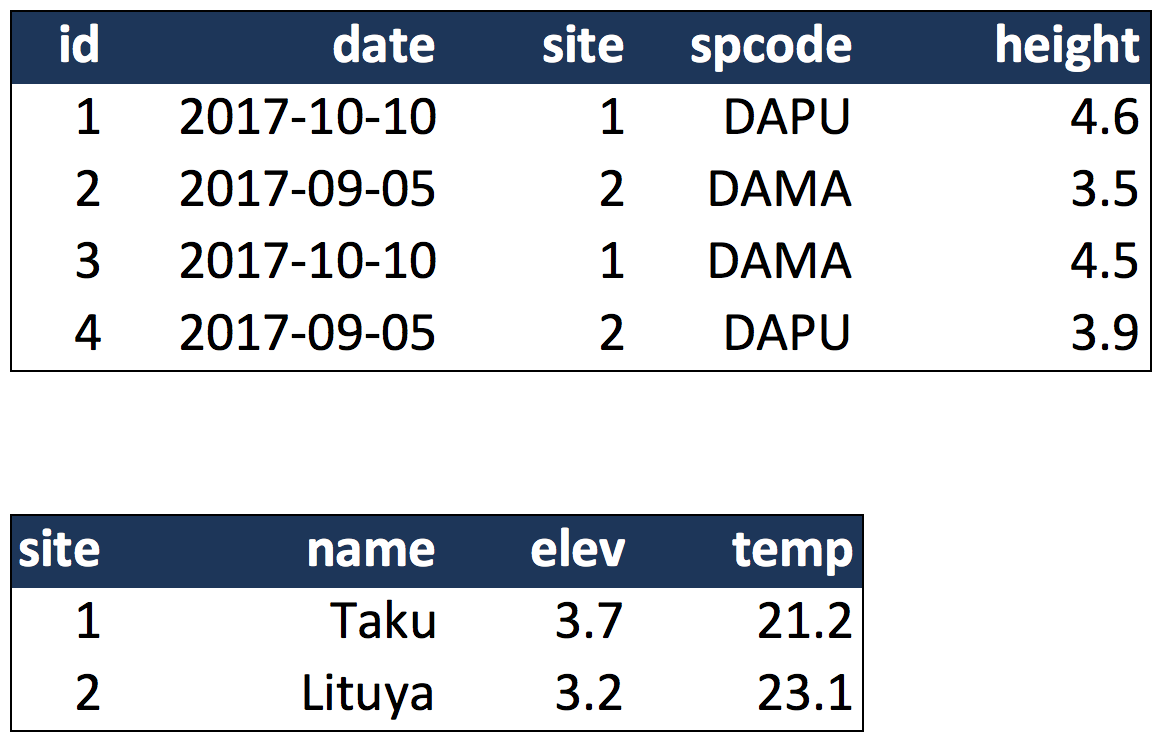 id date site spcode height
1 2017-10-10 1 DAPU 4.6
2 2017-09-05 2 DAMA 3.5
3 2017-10-10 1 DAMA 4.5
4 2017-09-05 2 DAPU 3.9
site name elev temp
1 Taku 3.7 21.2
2 Lituya 3.2 23.1